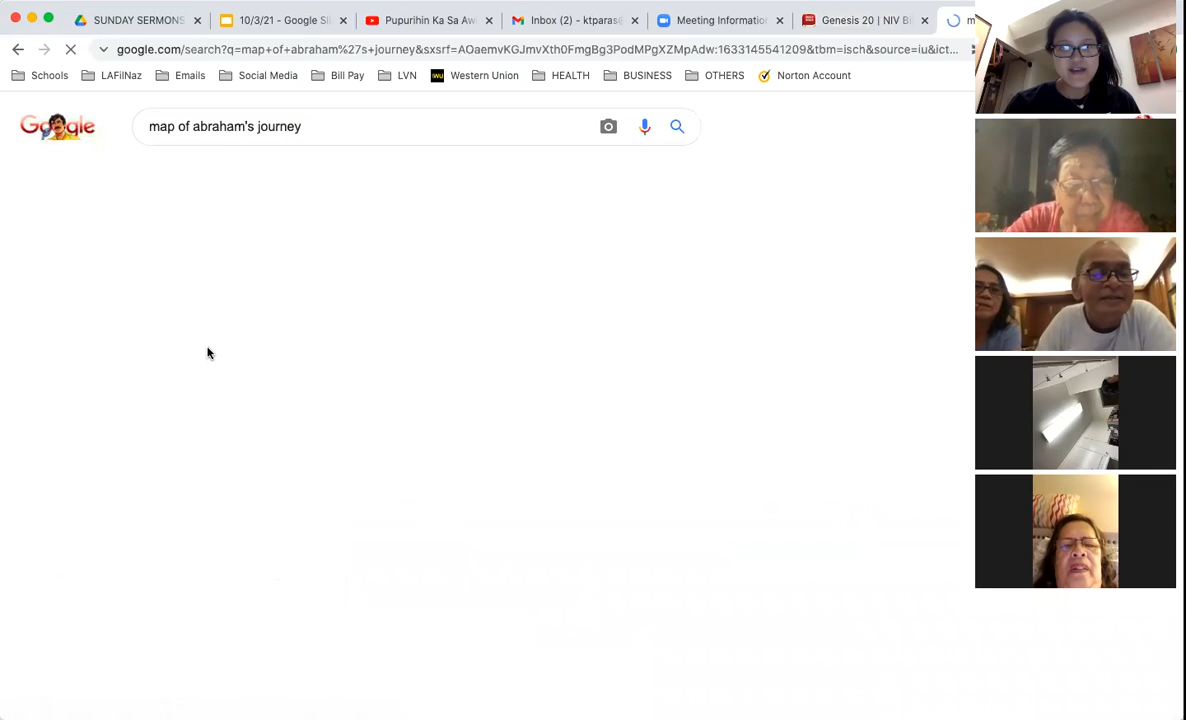 SUNDAY SERMONS
10/3/21 - Google Sli
Pupurihin Ka Sa Aw
Inbox (2) - ktparas@
Meeting Informatio
Genesis 20 | NIV Bi
m
google.com/search?q=map+of+abraham%27s+journey&sxsrf=AOaemvKGJmvXth0FmgBg3PodMPgXZMpAdw:1633145541209&tbm=isch&source=iu&ict...
Schools
LAFilNaz
Emails
Social Media
Bill Pay
LVN
WU
Western Union
HEALTH
BUSINESS
OTHERS
Norton Account
Google
map of abraham's journey